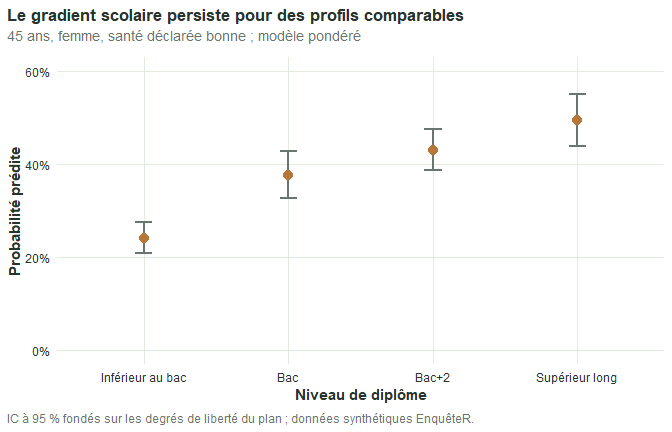 Le gradient scolaire persiste pour des profils comparables
45 ans, femme, santé déclarée bonne ; modèle pondéré
60%
40%
20%
0%
Probabilité prédite
Inférieur au bac
Bac
Bac+2
Supérieur long
Niveau de diplôme
IC à 95 % fondés sur les degrés de liberté du plan ; données synthétiques EnquêteR.